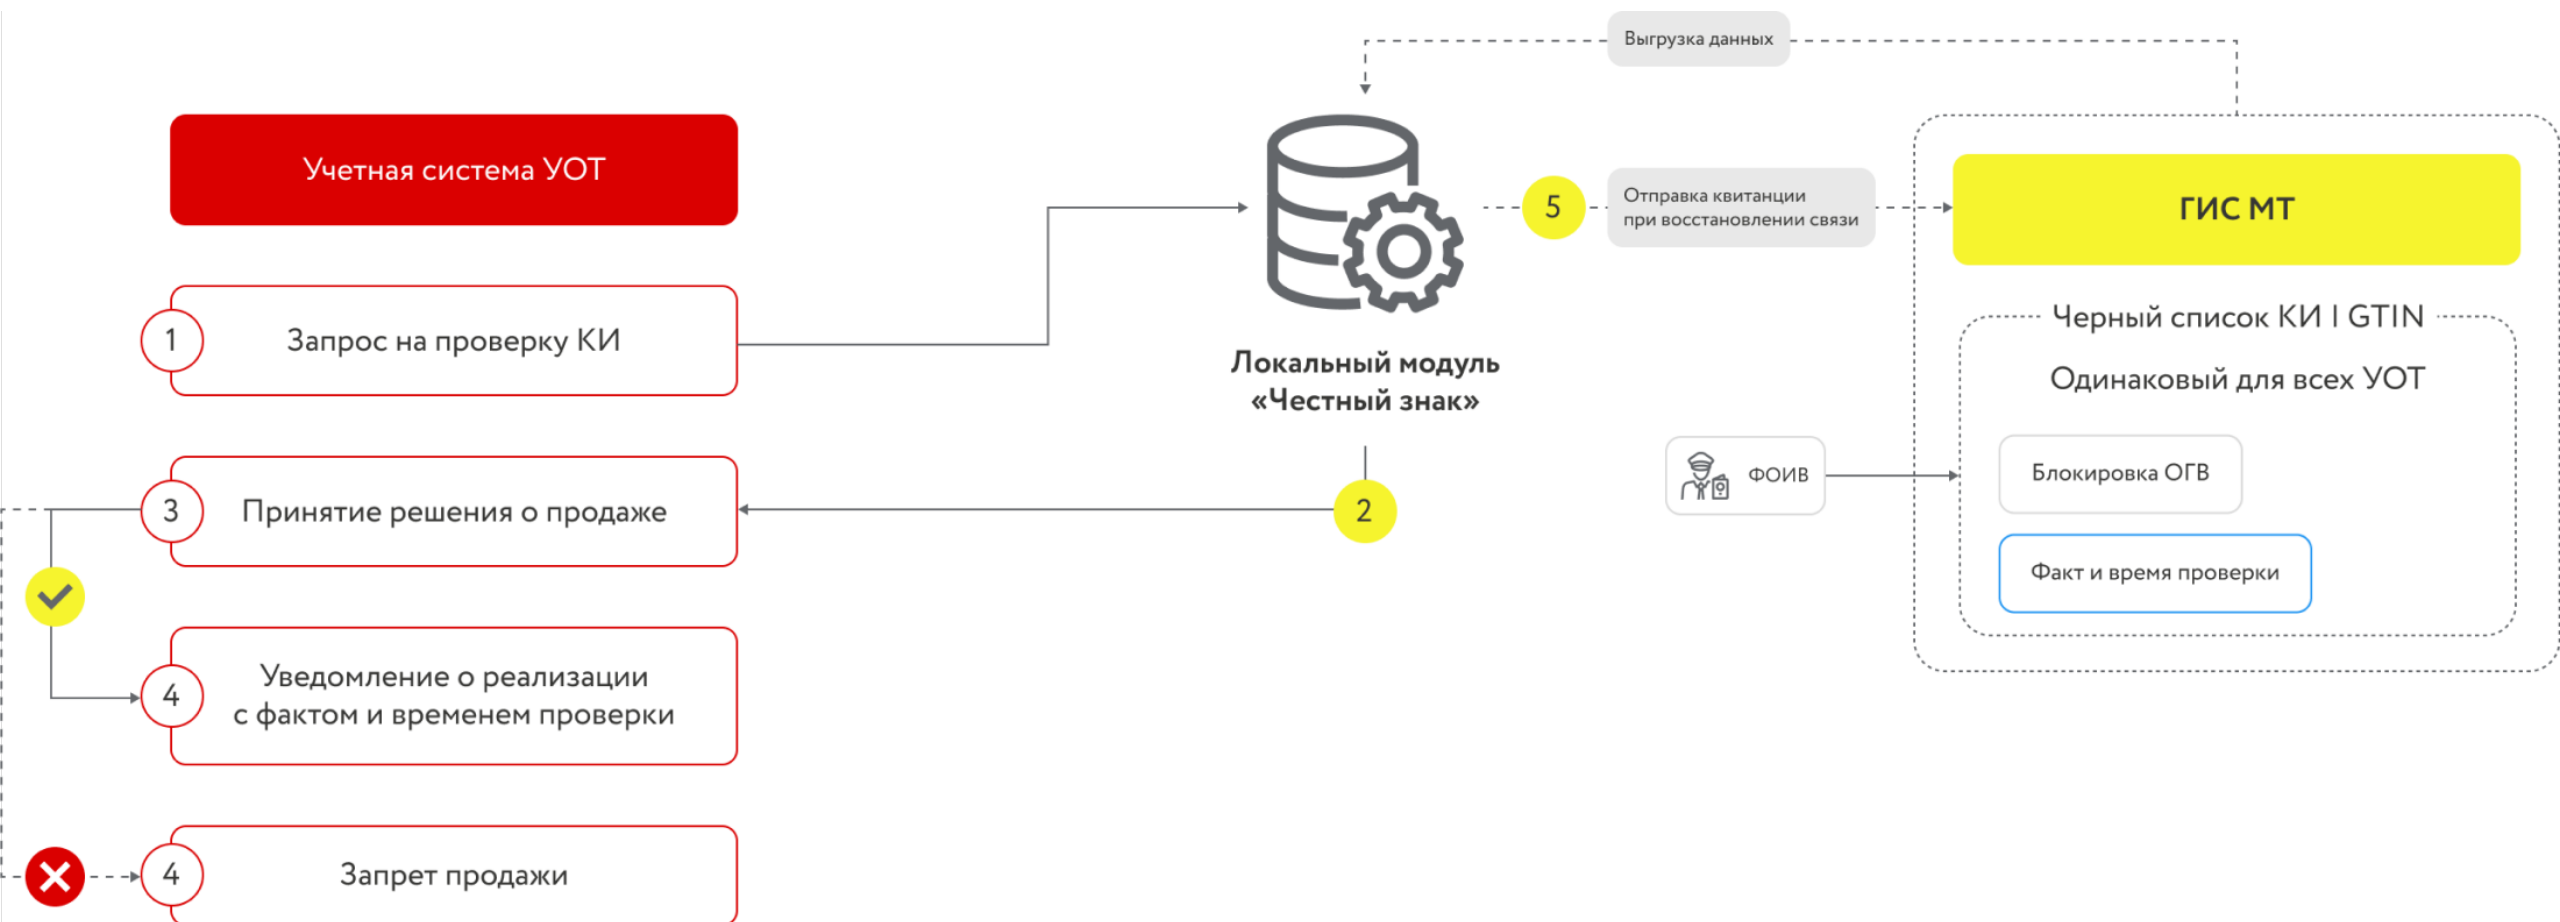 Выгрузка данных
Учетная система УОТ
5
Отправка квитанции
при восстановлении связи
ГИС МТ
1
Запрос на проверку КИ
Локальный модуль
«Честный знак»
Черный список КИ I GTIN
Одинаковый для всех УОТ
ФОИВ
Блокировка ОГВ
Факт и время проверки
2
3
Принятие решения о продаже
4
Уведомление о реализации
с фактом и временем проверки
4
Запрет продажи